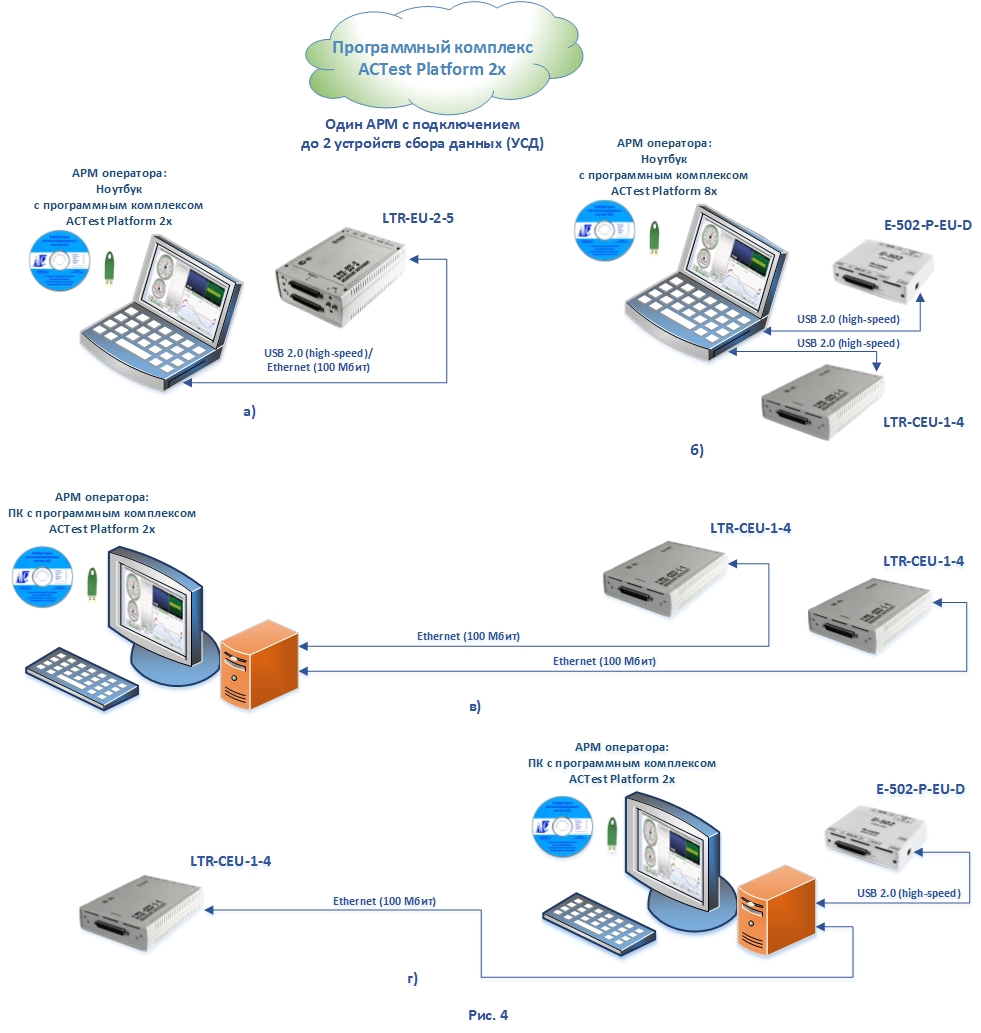 Программный комплекс
ACTest Platform 2x
Один АРМ с подключением
до 2 устройств сбора данных (УСД)
АРМ оператора:
Ноутбук
с программным комплексом
ACTest Platform 2x
LTR-EU-2-5
USB 2.0 (high-speed)/
Ethernet (100 Мбит)
а)
АРМ оператора:
Ноутбук
с программным комплексом
ACTest Platform 8x
E-502-P-EU-D
E-502
USB 2.0 (high-speed)
USB 2.0 (high-speed)
LTR-CEU-1-4
б)
АРМ оператора:
ПК с программным комплексом
ACTest Platform 2x
LTR-CEU-1-4
LTR-CEU-1-4
Ethernet (100 Мбит)
Ethernet (100 Мбит)
в)
АРМ оператора:
ПК с программным комплексом
ACTest Platform 2x
E-502-P-EU-D
E-502
USB 2.0 (high-speed)
LTR-CEU-1-4
Ethernet (100 Мбит)
г)
Рис. 4